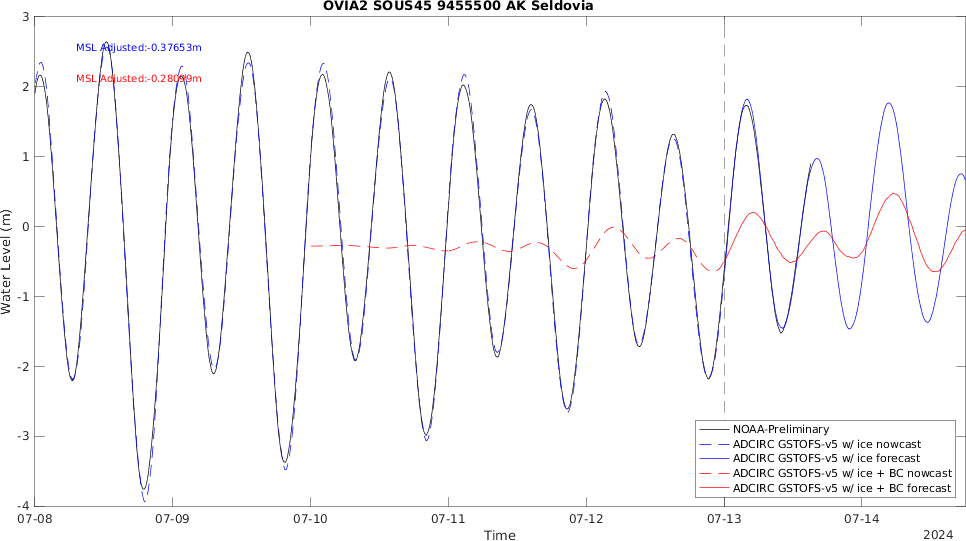 OVIA2 SOUS45 9455500 AK Seldovia
MSL Adjusted:-0.37653m
MSL Adjusted:-0.28099m
Water Level (m)
3
2
1
0
-1
-2
-3
-4
07-08
07-09
07-10
07-11
07-12
07-13
07-14
Time
2024
NOAA-Preliminary
ADCIRC GSTOFS-v5 w/ ice nowcast
ADCIRC GSTOFS-v5 w/ ice forecast
ADCIRC GSTOFS-v5 w/ ice + BC nowcast
ADCIRC GSTOFS-v5 w/ ice + BC forecast